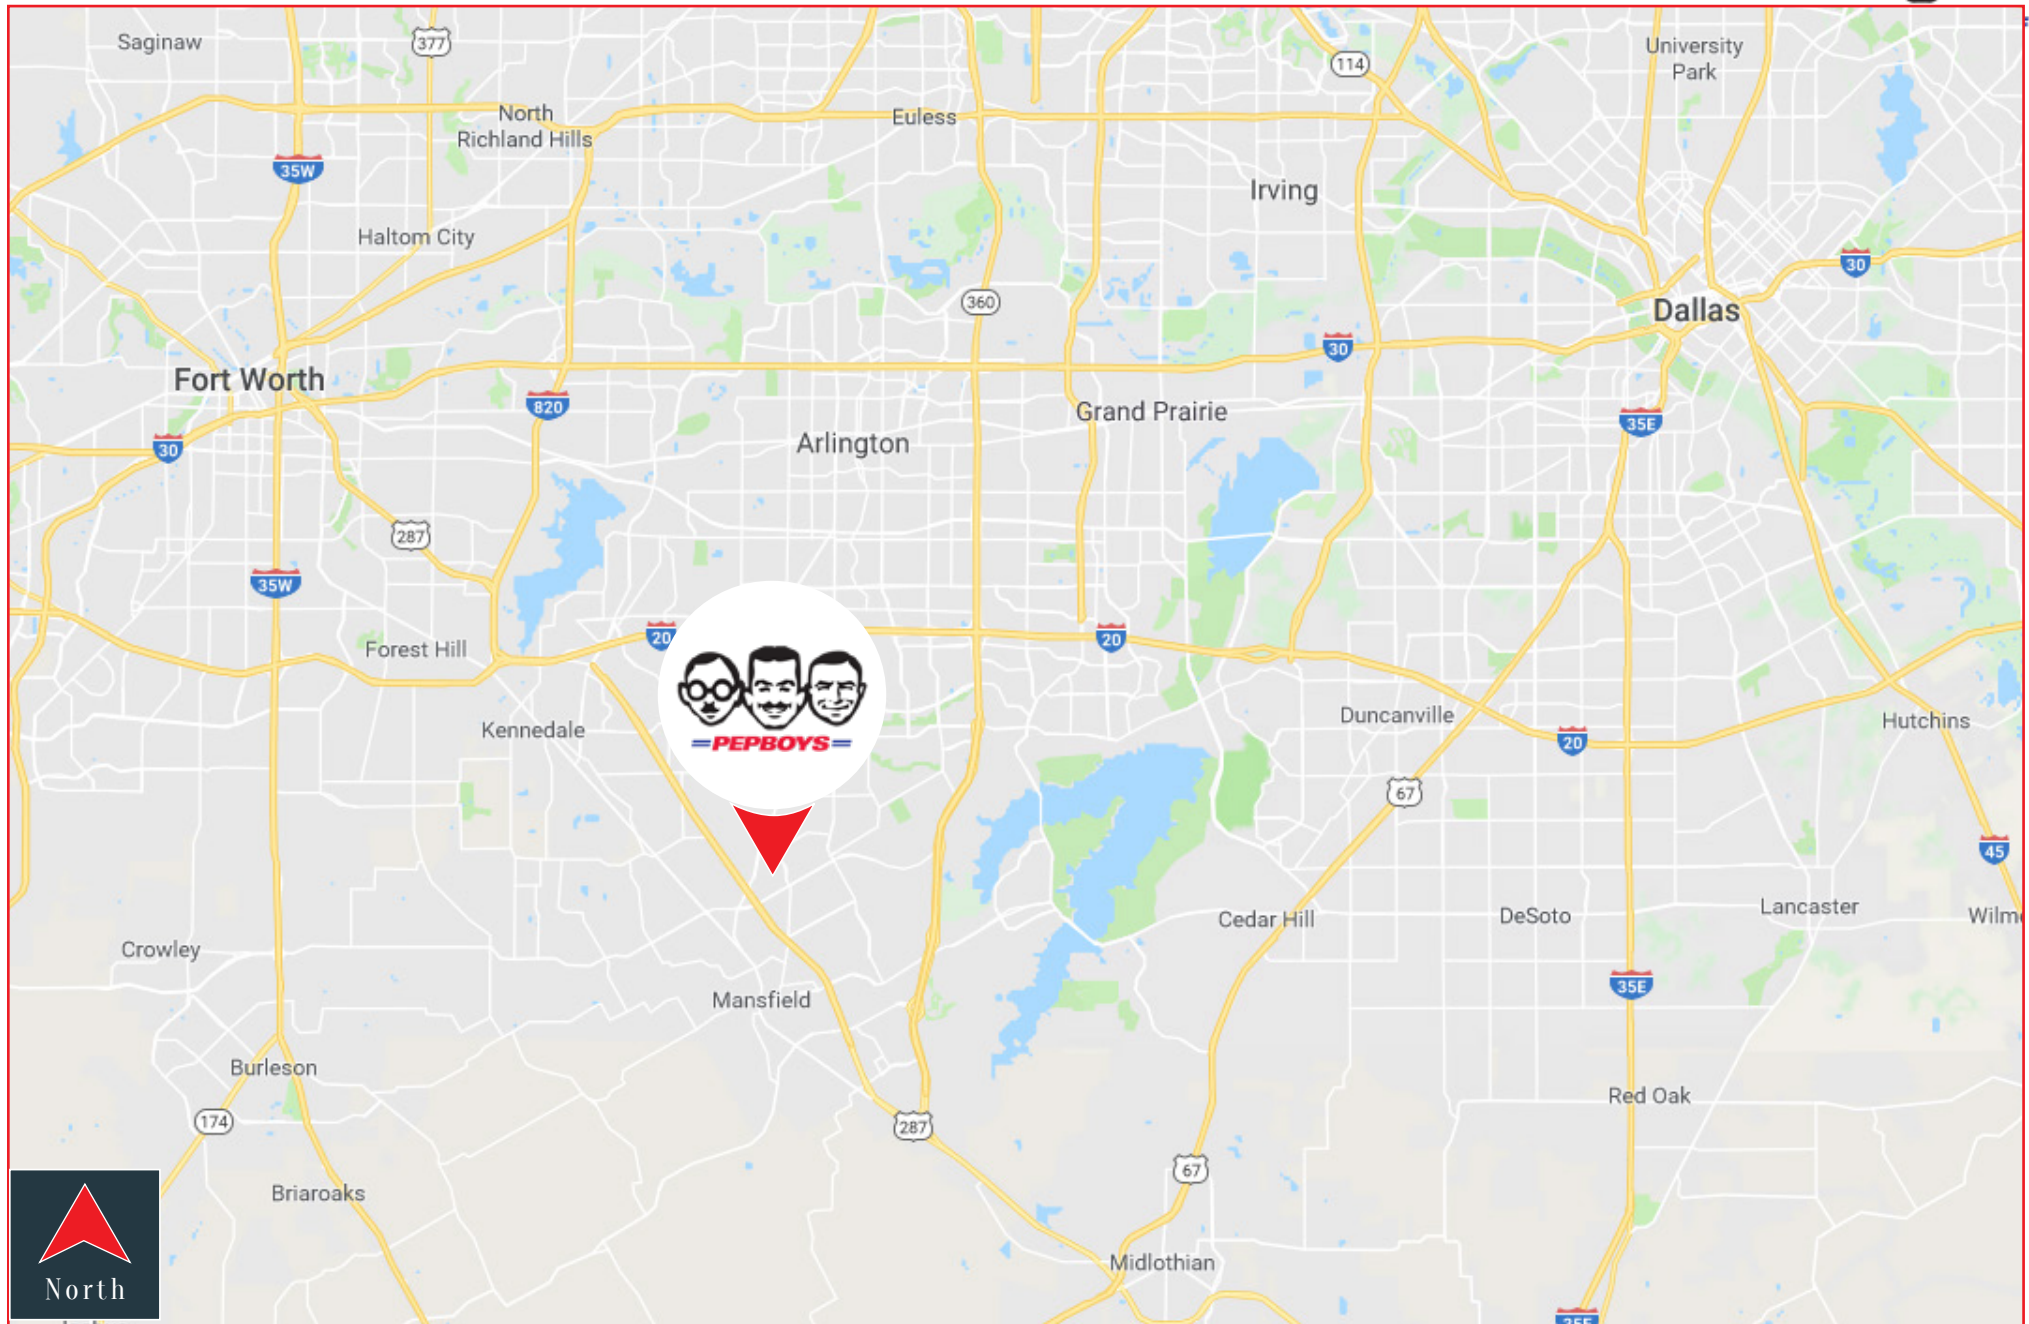 Saginaw
377
University
Park
114
North
Richland Hills
Euless
35W
Irving
Haltom City
30
360
Dallas
30
Fort Worth
820
Grand Prairie
35E
Arlington
30
287
35W
20
20
Forest Hill
PEPBOYS
Kennedale
Duncanville
Hutchins
20
67
45
Lancaster
DeSoto
Cedar Hill
Wilm
Crowley
35E
Mansfield
Burleson
Red Oak
174
287
67
Briaroaks
Midlothian
North
35E